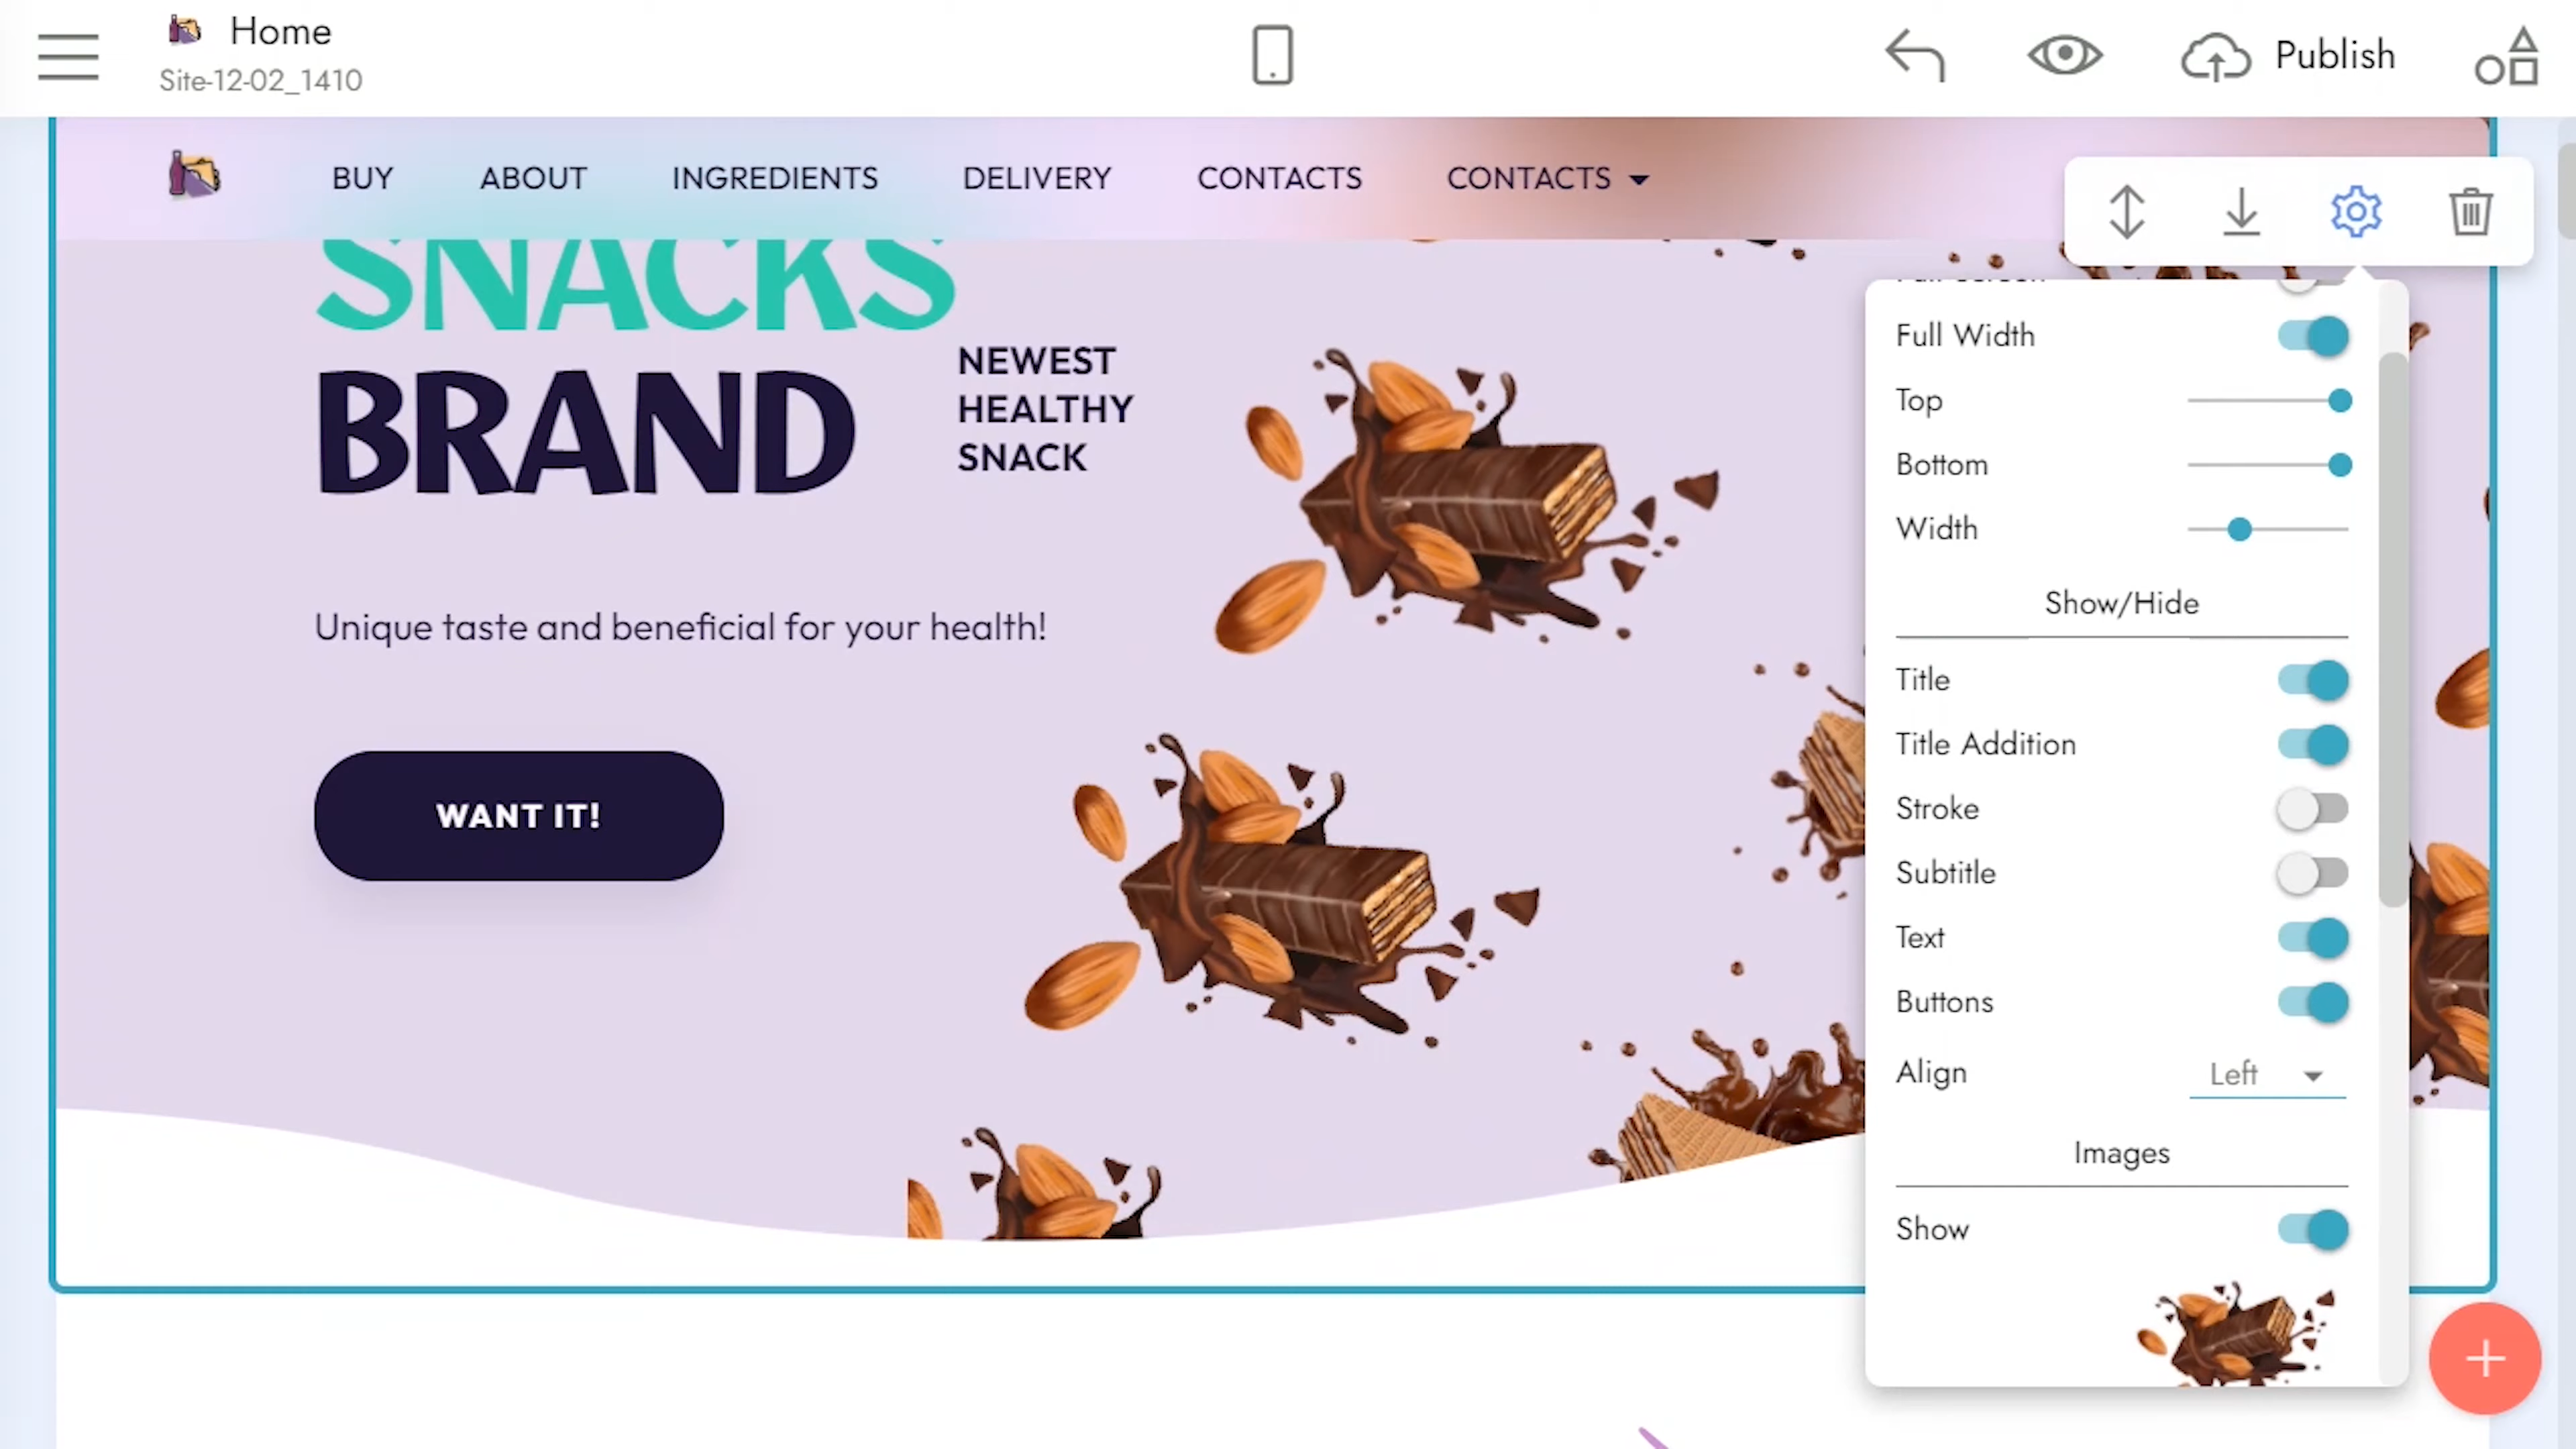 Home
Site-12-02_1410
Publish
BUY
ABOUT
INGREDIENTS
DELIVERY
CONTACTS
CONTACTS
SNACKS
BRAND
NEWEST
HEALTHY
SNACK
Unique taste and beneficial for your health!
WANT IT!
Full Width
Top
Bottom
Width
Show/Hide
Title
Title Addition
Stroke
Subtitle
Text
Buttons
Align
Left
Images
Show